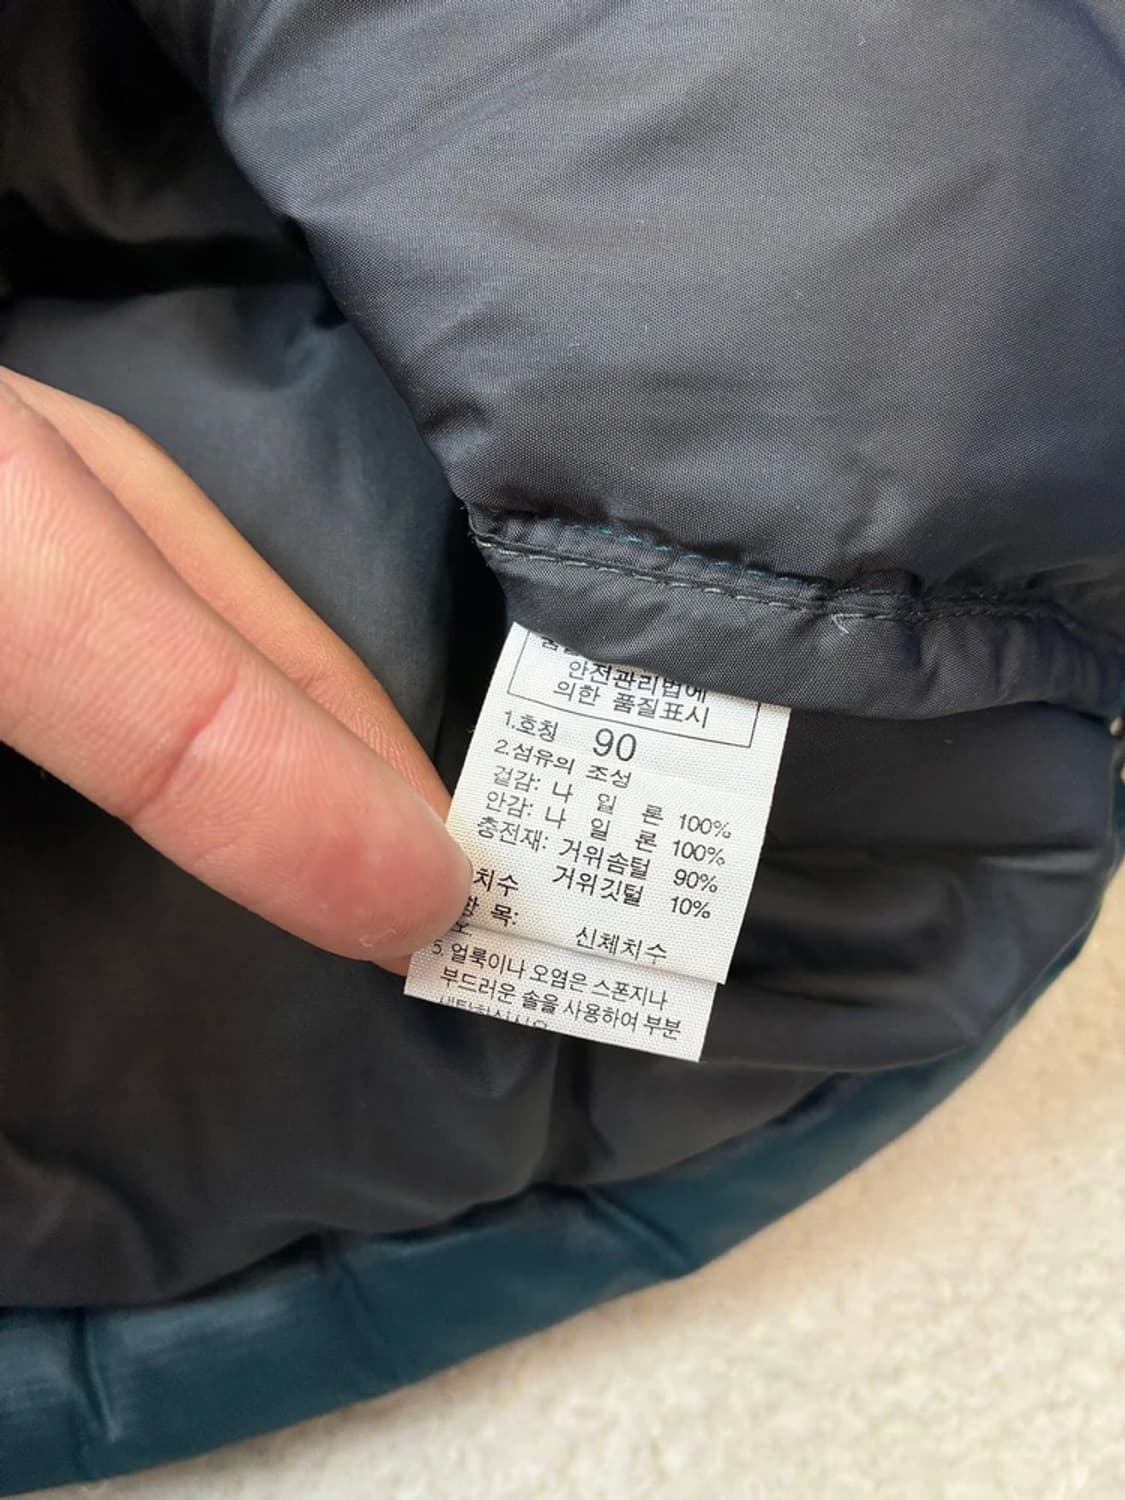 안전관리법에
의한 품질표시
1.호칭 90
2.섬유의 조성
겉감: 나 일 론 100%
안감: 나 일 론 100%
충전재: 거위솜털 90%
거위깃털 10%
치수
목: 신체치수
5. 얼룩이나 오염은 스폰지나
부드러운 솔을 사용하여 부분